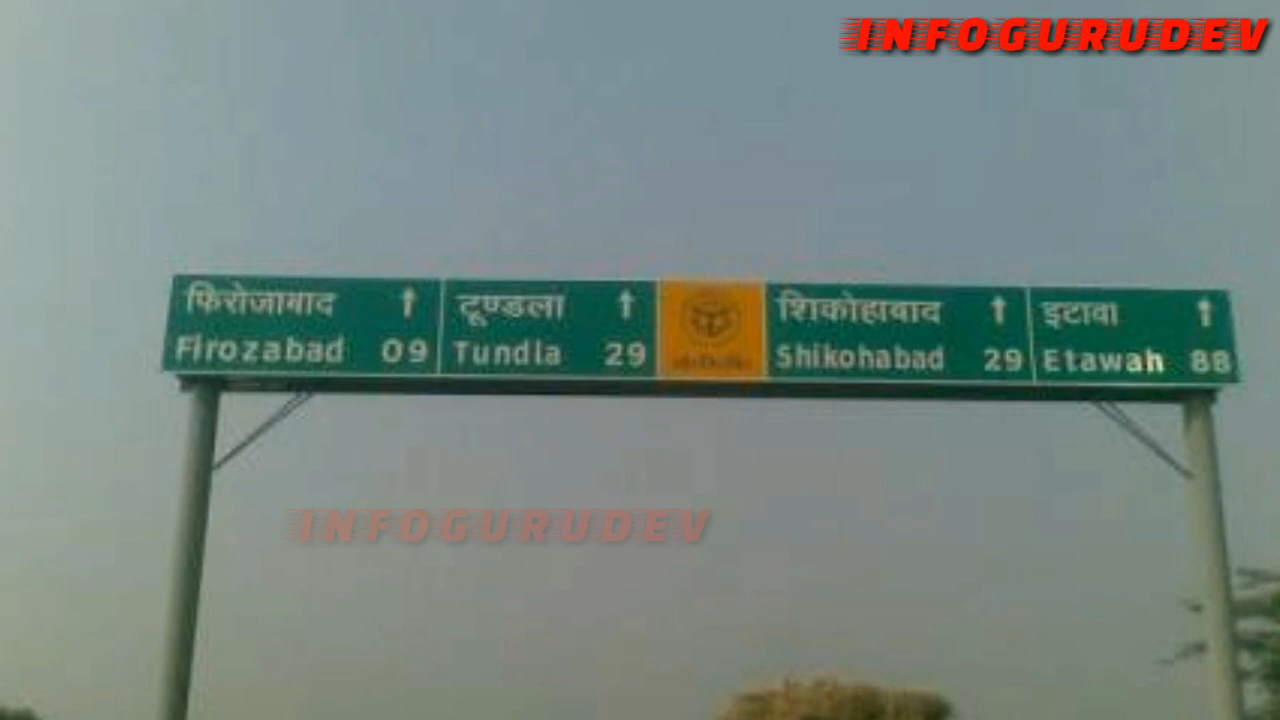 INFOGURUDEV
फिरोजाबाद ↑
Firozabad 09
टूण्डला ↑
Tundla 29
शिकोहाबाद ↑
Shikohabad 29
इटावा ↑
Etawah 88
INFOGURUDEV